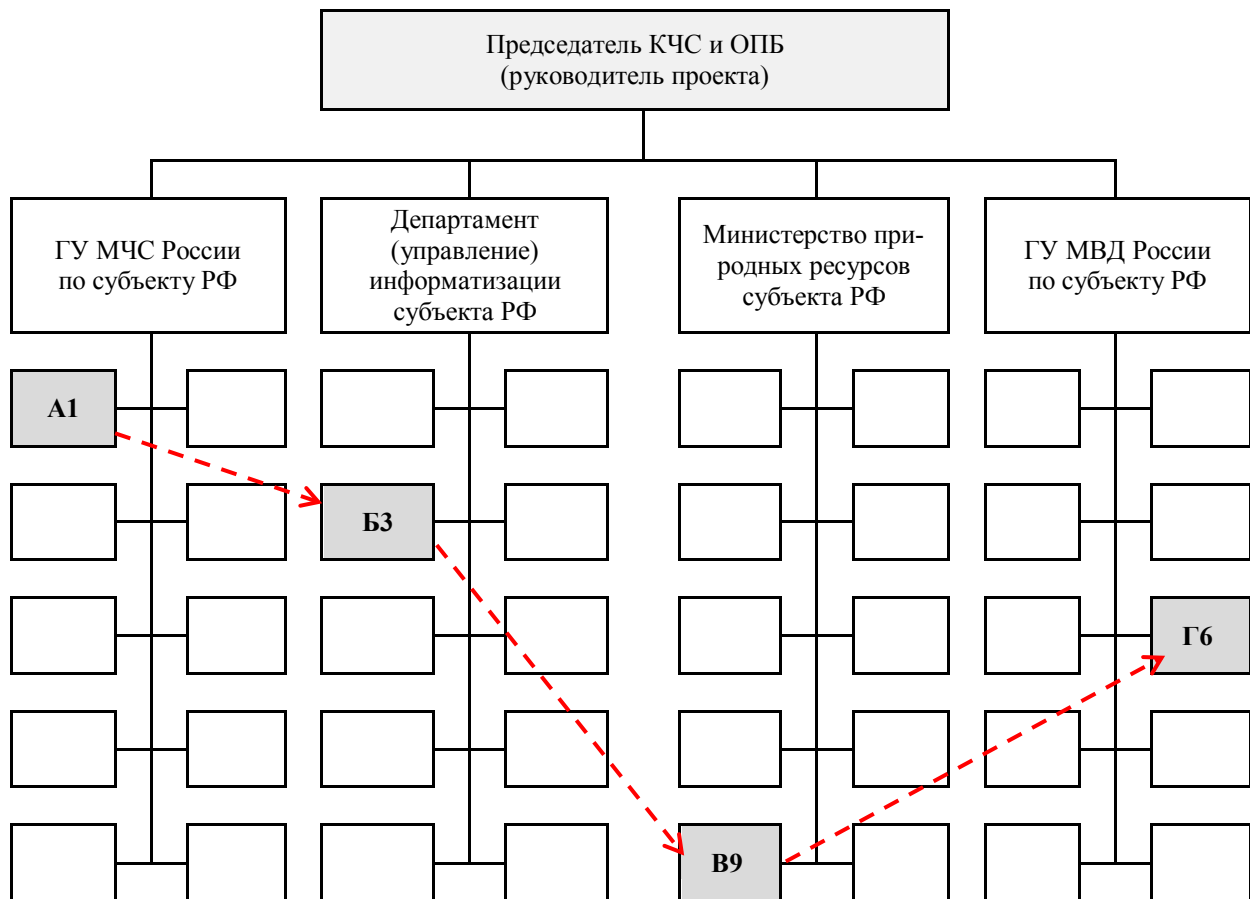 Председатель КЧС и ОПБ
(руководитель проекта)
ГУ МЧС России
по субъекту РФ
Департамент
(управление)
информатизации
субъекта РФ
Министерство при-
родных ресурсов
субъекта РФ
ГУ МВД России
по субъекту РФ
А1
Б3
Г6
В9